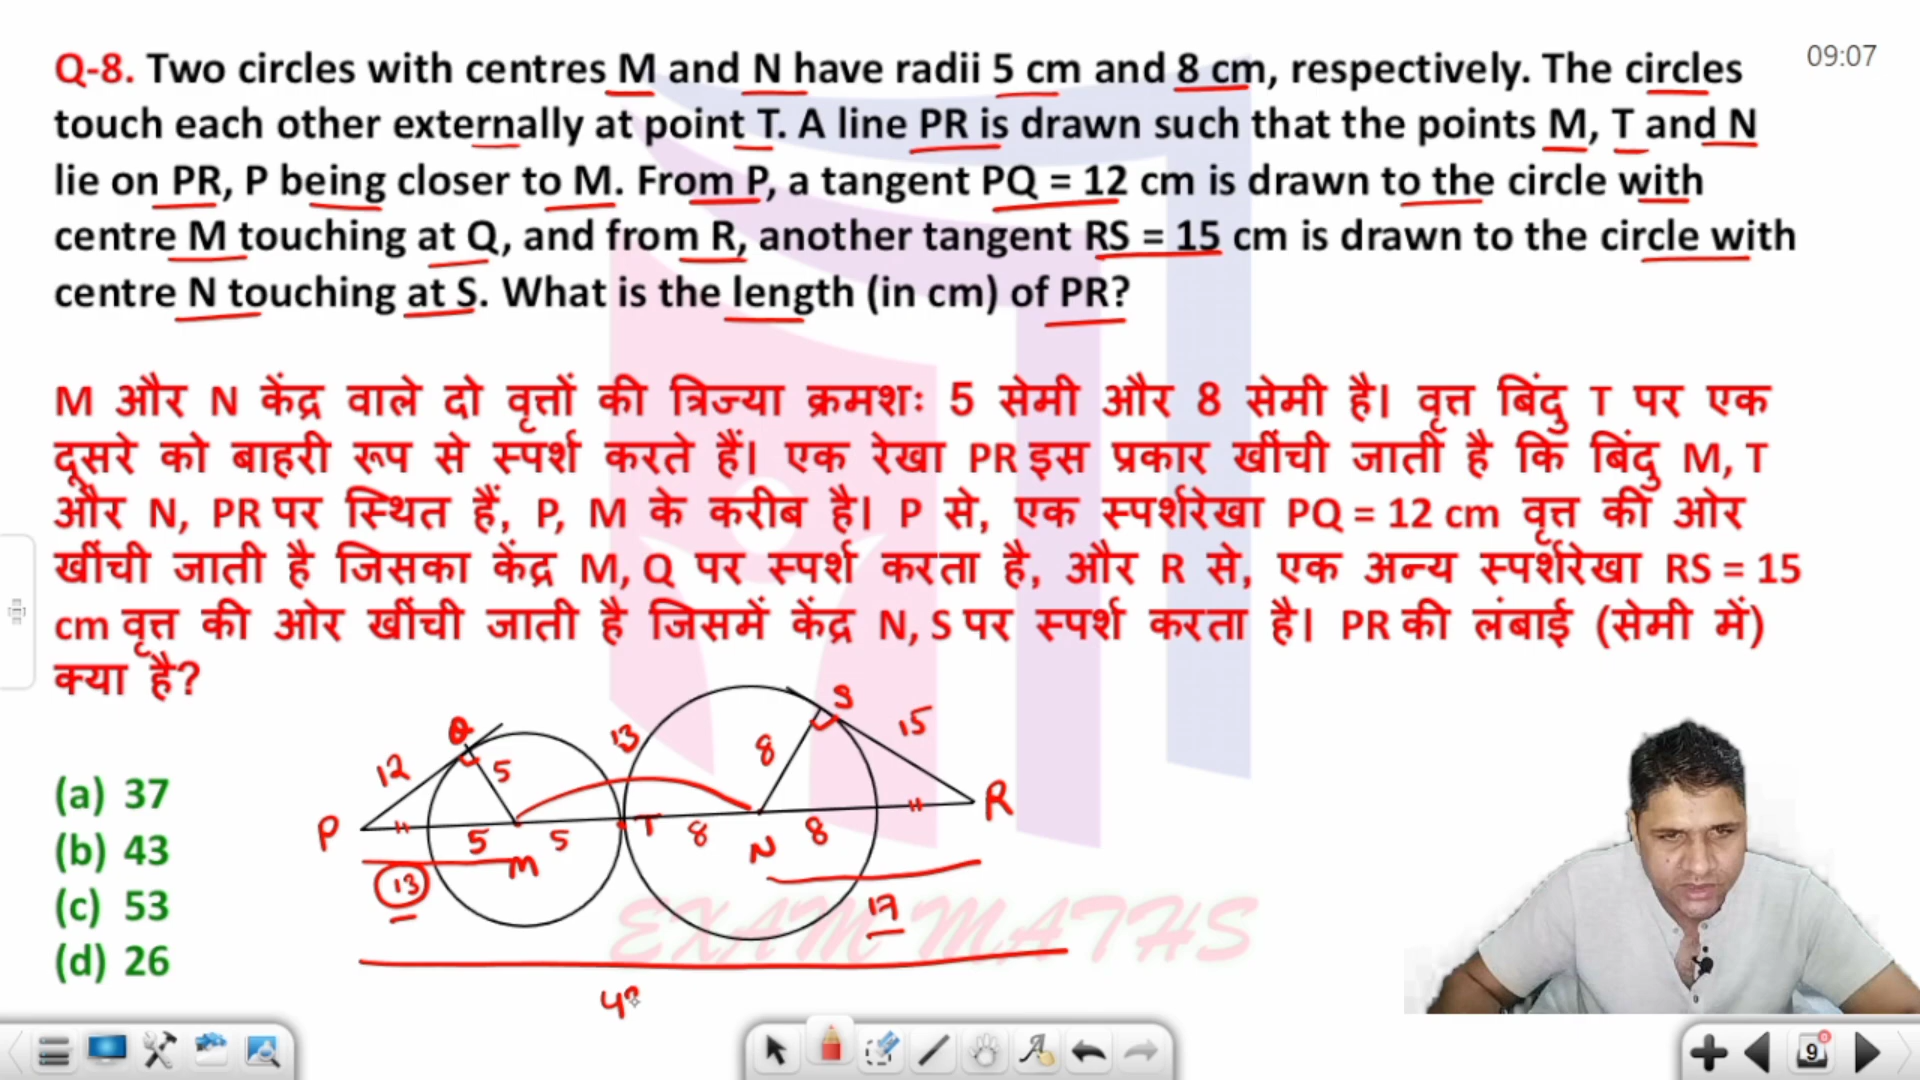 Q-8. Two circles with centres M and N have radii 5 cm and 8 cm, respectively. The circles
touch each other externally at point T. A line PR is drawn such that the points M, T and N
lie on PR, P being closer to M. From P, a tangent PQ = 12 cm is drawn to the circle with
centre M touching at Q, and from R, another tangent RS = 15 cm is drawn to the circle with
centre N touching at S. What is the length (in cm) of PR?
09:07
M और N केंद्र वाले दो वृत्तों की त्रिज्या क्रमशः 5 सेमी और 8 सेमी है। वृत्त बिंदु T पर एक
दूसरे को बाहरी रूप से स्पर्श करते हैं। एक रेखा PR इस प्रकार खींची जाती है कि बिंदु M, T
और N, PR पर स्थित हैं, P, M के करीब है। P से, एक स्पर्शरेखा PQ = 12 cm वृत्त की ओर
खींची जाती है जिसका केंद्र M, Q पर स्पर्श करता है, और R से, एक अन्य स्पर्शरेखा RS = 15
cm वृत्त की ओर खींची जाती है जिसमें केंद्र N, S पर स्पर्श करता है। PR की लंबाई (सेमी में)
क्या है?
(a) 37
(b) 43
(c) 53
(d) 26
Q
S
12
5
13
8
15
P
5
5
T
8
N
8
R
M
13
17
EXAM MATHS
9